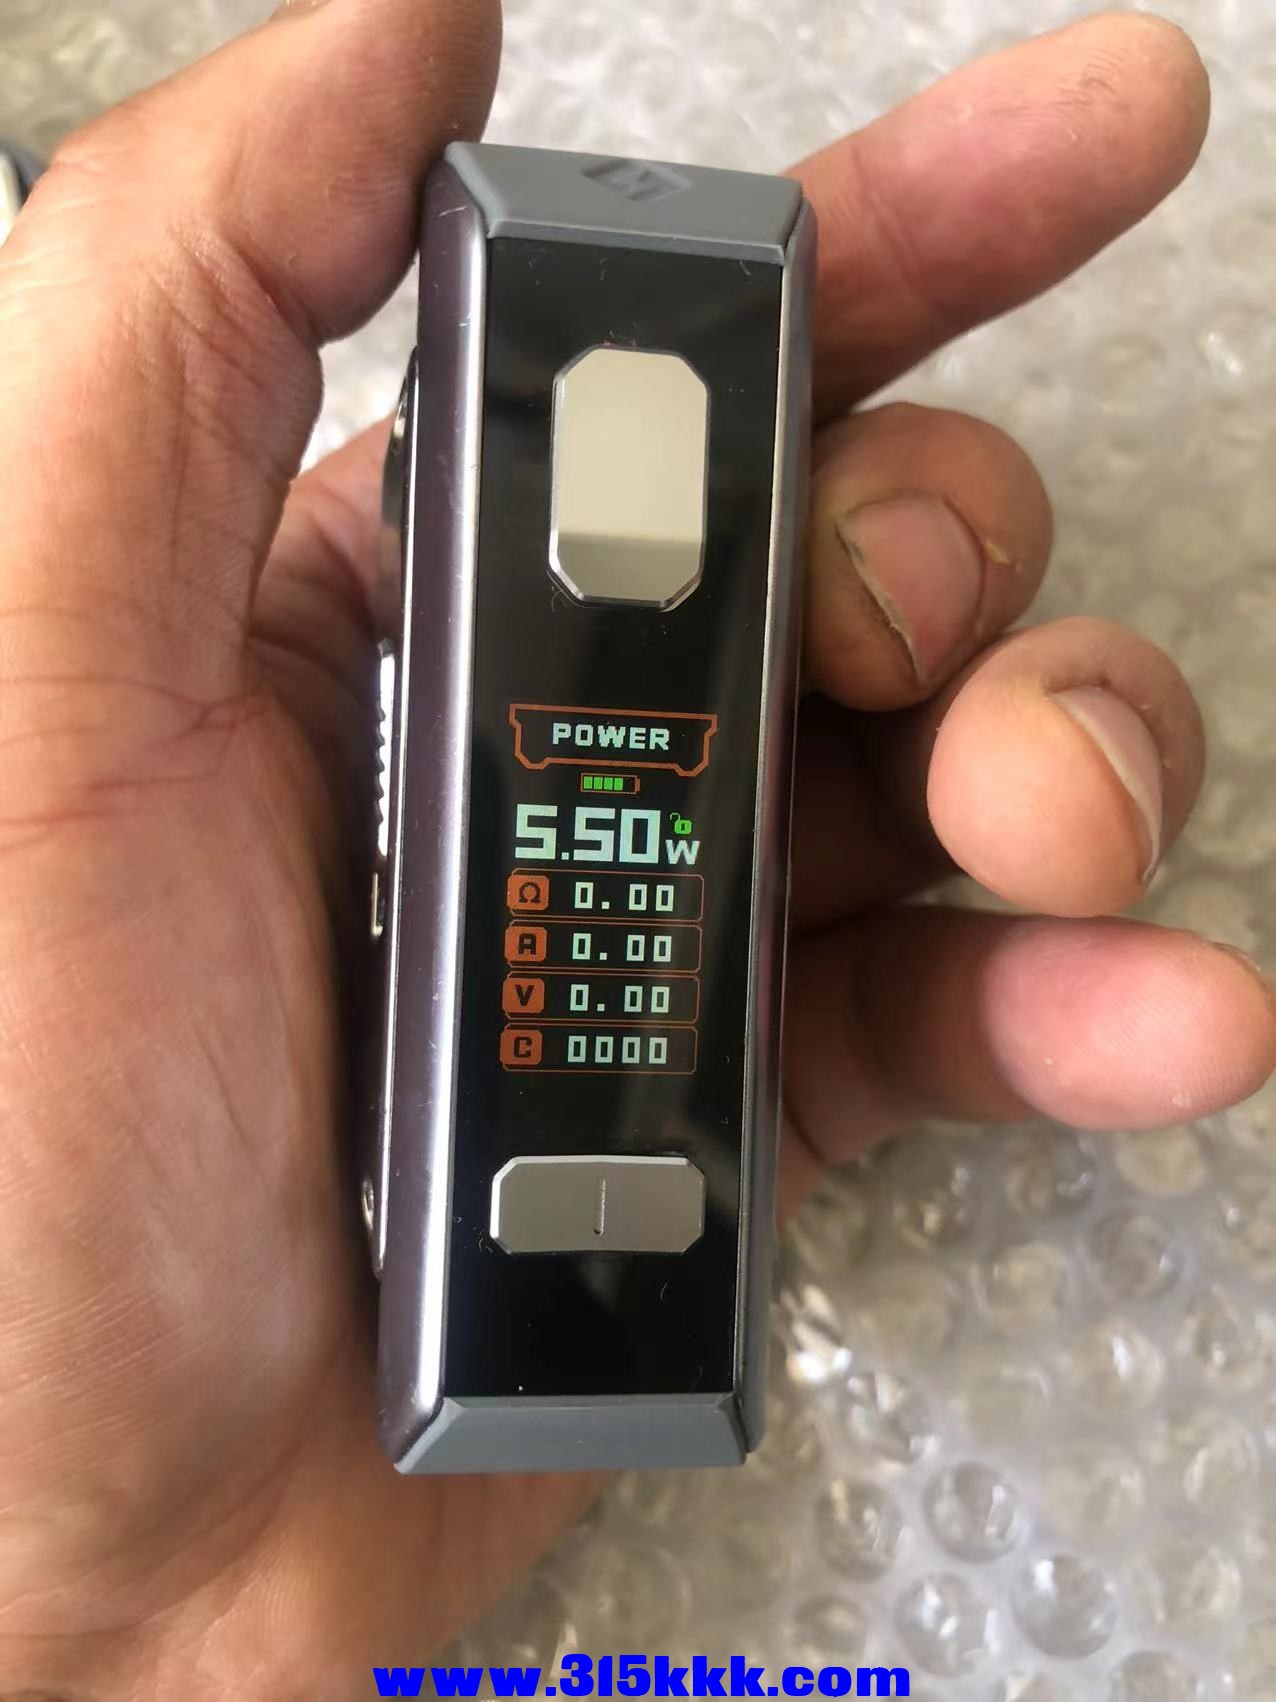 POWER
5.50W
Ω 0.00
A 0.00
V 0.00
C 0000
www.315kkk.com